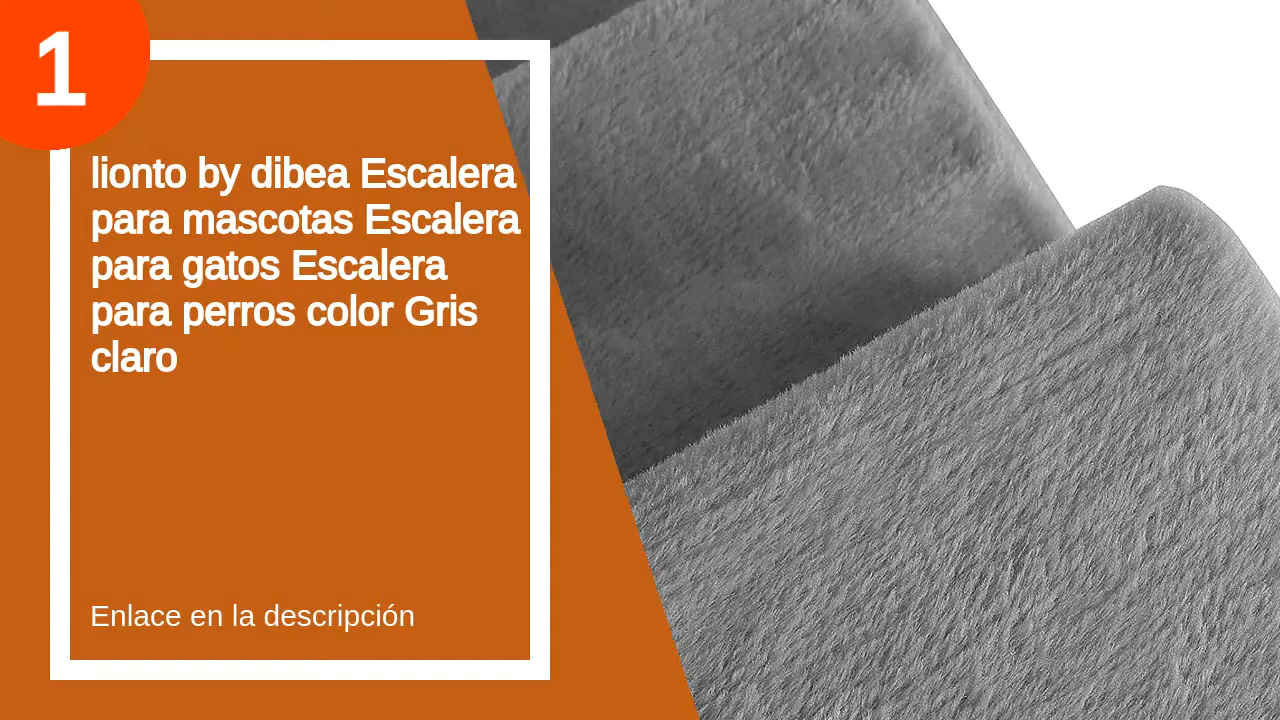 1
lionto by dibea Escalera
para mascotas Escalera
para gatos Escalera
para perros color Gris
claro
Enlace en la descripción